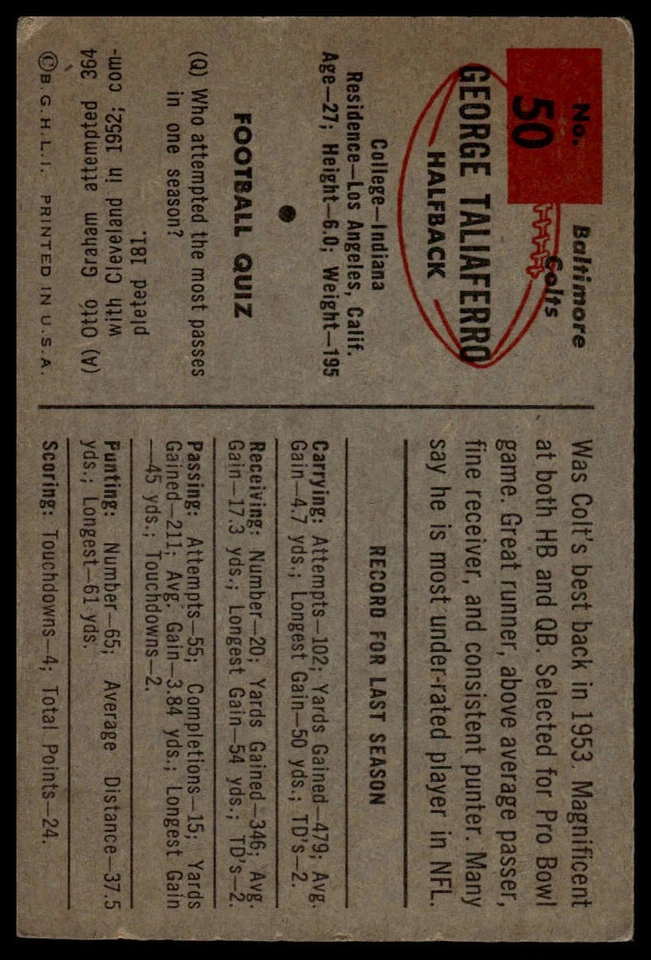 No.
50
Baltimore
Colts
GEORGE TALIAFERRO
HALFBACK
College—Indiana
Residence—Los Angeles, Calif.
Age—27; Height—6.0; Weight—195
FOOTBALL QUIZ
(Q) Who attempted the most passes
in one season?
(A) Otto Graham attempted 364
with Cleveland in 1952; com-
pleted 181.
©B.G.H.L.I. PRINTED IN U.S.A.
Was Colt's best back in 1953. Magnificent
at both HB and QB. Selected for Pro Bowl
game. Great runner, above average passer,
fine receiver, and consistent punter. Many
say he is most under-rated player in NFL.
RECORD FOR LAST SEASON
Carrying: Attempts—102; Yards Gained—479; Avg.
Gain—4.7 yds.; Longest Gain—50 yds.; TD's—2.
Receiving: Number—20; Yards Gained—346; Avg.
Gain—17.3 yds.; Longest Gain—54 yds.; TD's—2.
Passing: Attempts—55; Completions—15; Yards
Gained—211; Avg. Gain—3.84 yds.; Longest Gain
—45 yds.; Touchdowns—2.
Punting: Number—65; Average Distance—37.5
yds.; Longest—61 yds.
Scoring: Touchdowns—4; Total Points—24.